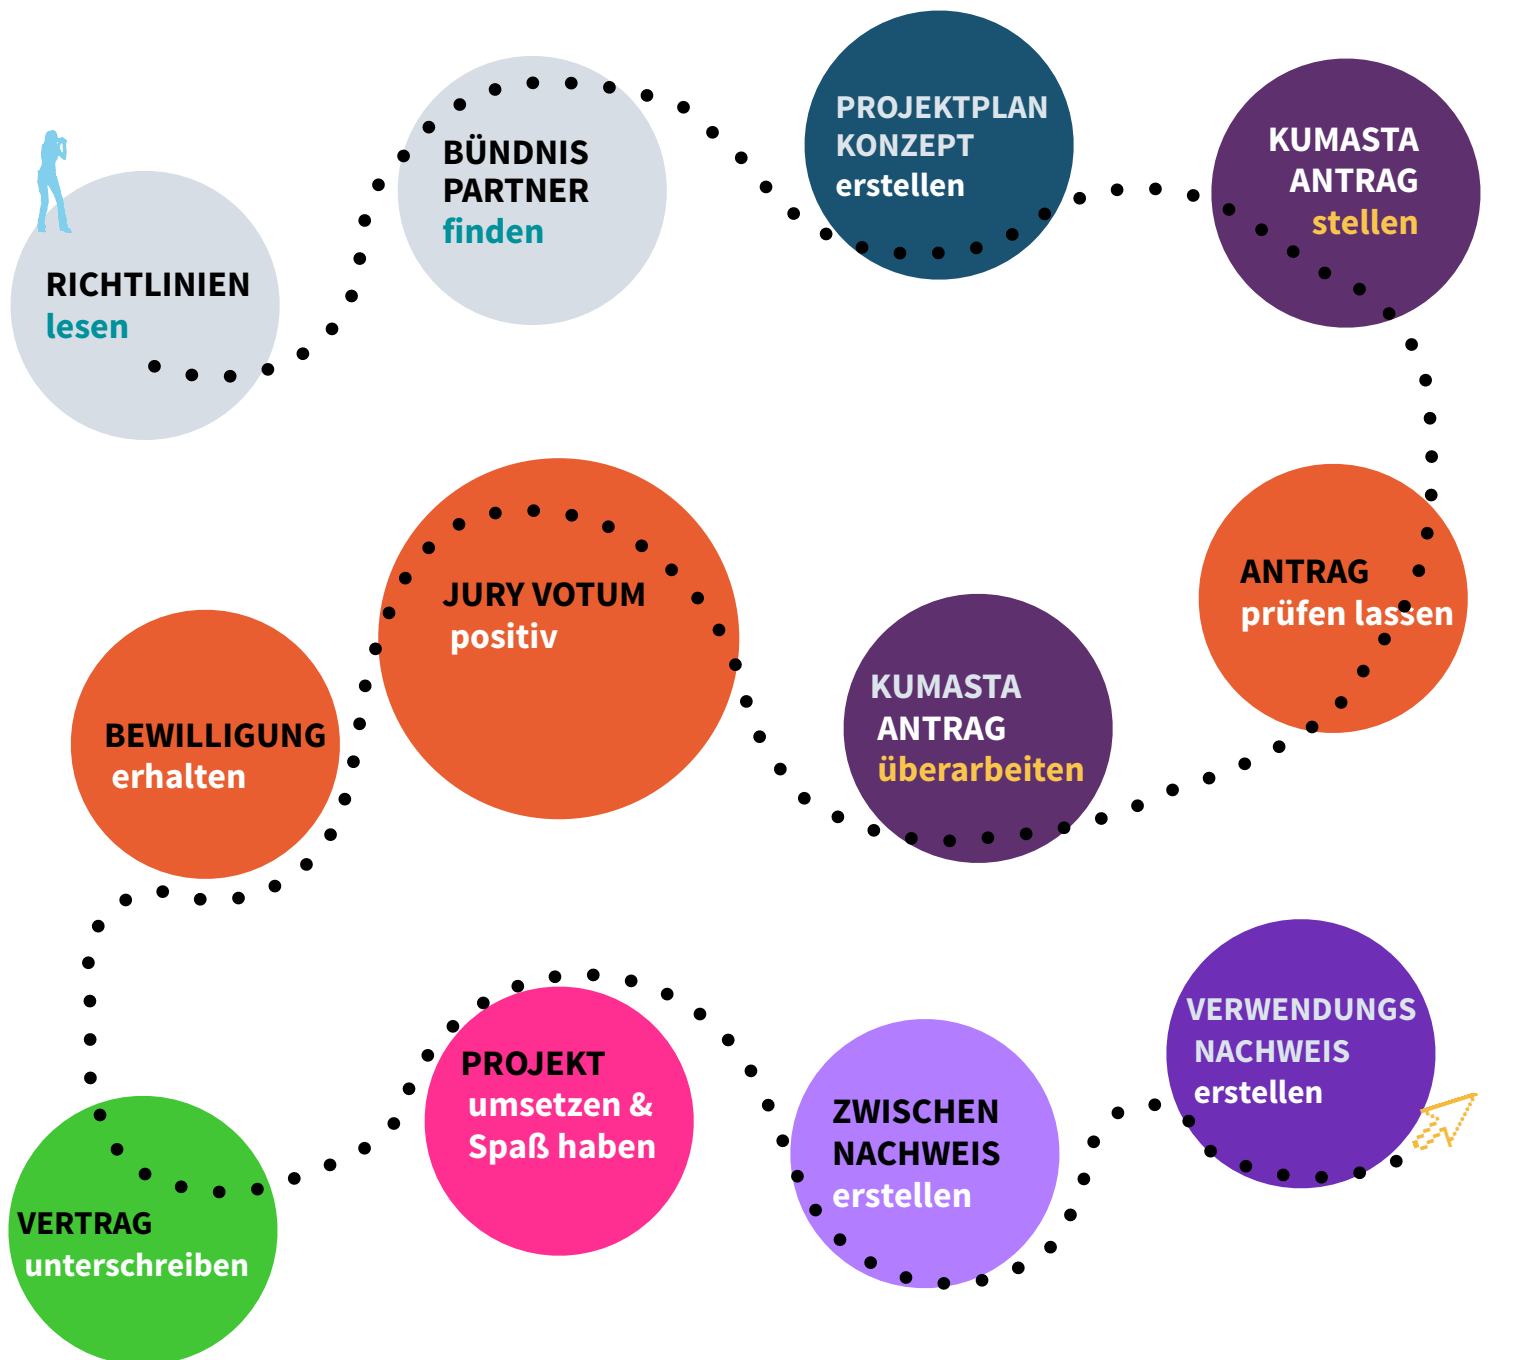 RICHTLINIEN
lesen
BÜNDNIS
PARTNER
finden
PROJEKTPLAN
KONZEPT
erstellen
KUMASTA
ANTRAG
stellen
ANTRAG
prüfen lassen
KUMASTA
ANTRAG
überarbeiten
JURY VOTUM
positiv
BEWILLIGUNG
erhalten
VERTRAG
unterschreiben
PROJEKT
umsetzen &
Spaß haben
ZWISCHEN
NACHWEIS
erstellen
VERWENDUNGS
NACHWEIS
erstellen